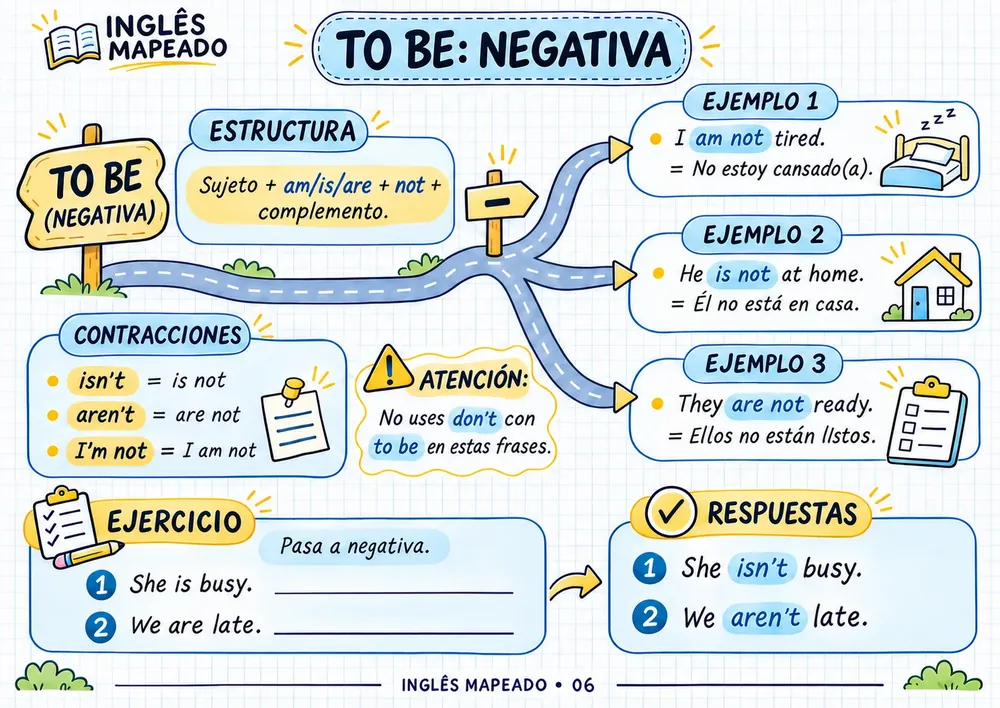 INGLÊS
MAPEADO
TO BE: NEGATIVA
TO BE
(NEGATIVA)
ESTRUCTURA
Sujeto + am/is/are + not +
complemento.
EJEMPLO 1
I am not tired.
= No estoy cansado(a).
zzz
EJEMPLO 2
He is not at home.
= Él no está en casa.
EJEMPLO 3
They are not ready.
= Ellos no están llstos.
CONTRACCIONES
isn't = is not
aren't = are not
I'm not = I am not
ATENCIÓN:
No uses don't con
to be en estas frases.
EJERCICIO
Pasa a negativa.
1 She is busy.
2 We are late.
RESPUESTAS
1 She isn't busy.
2 We aren't late.
INGLÊS MAPEADO • 06